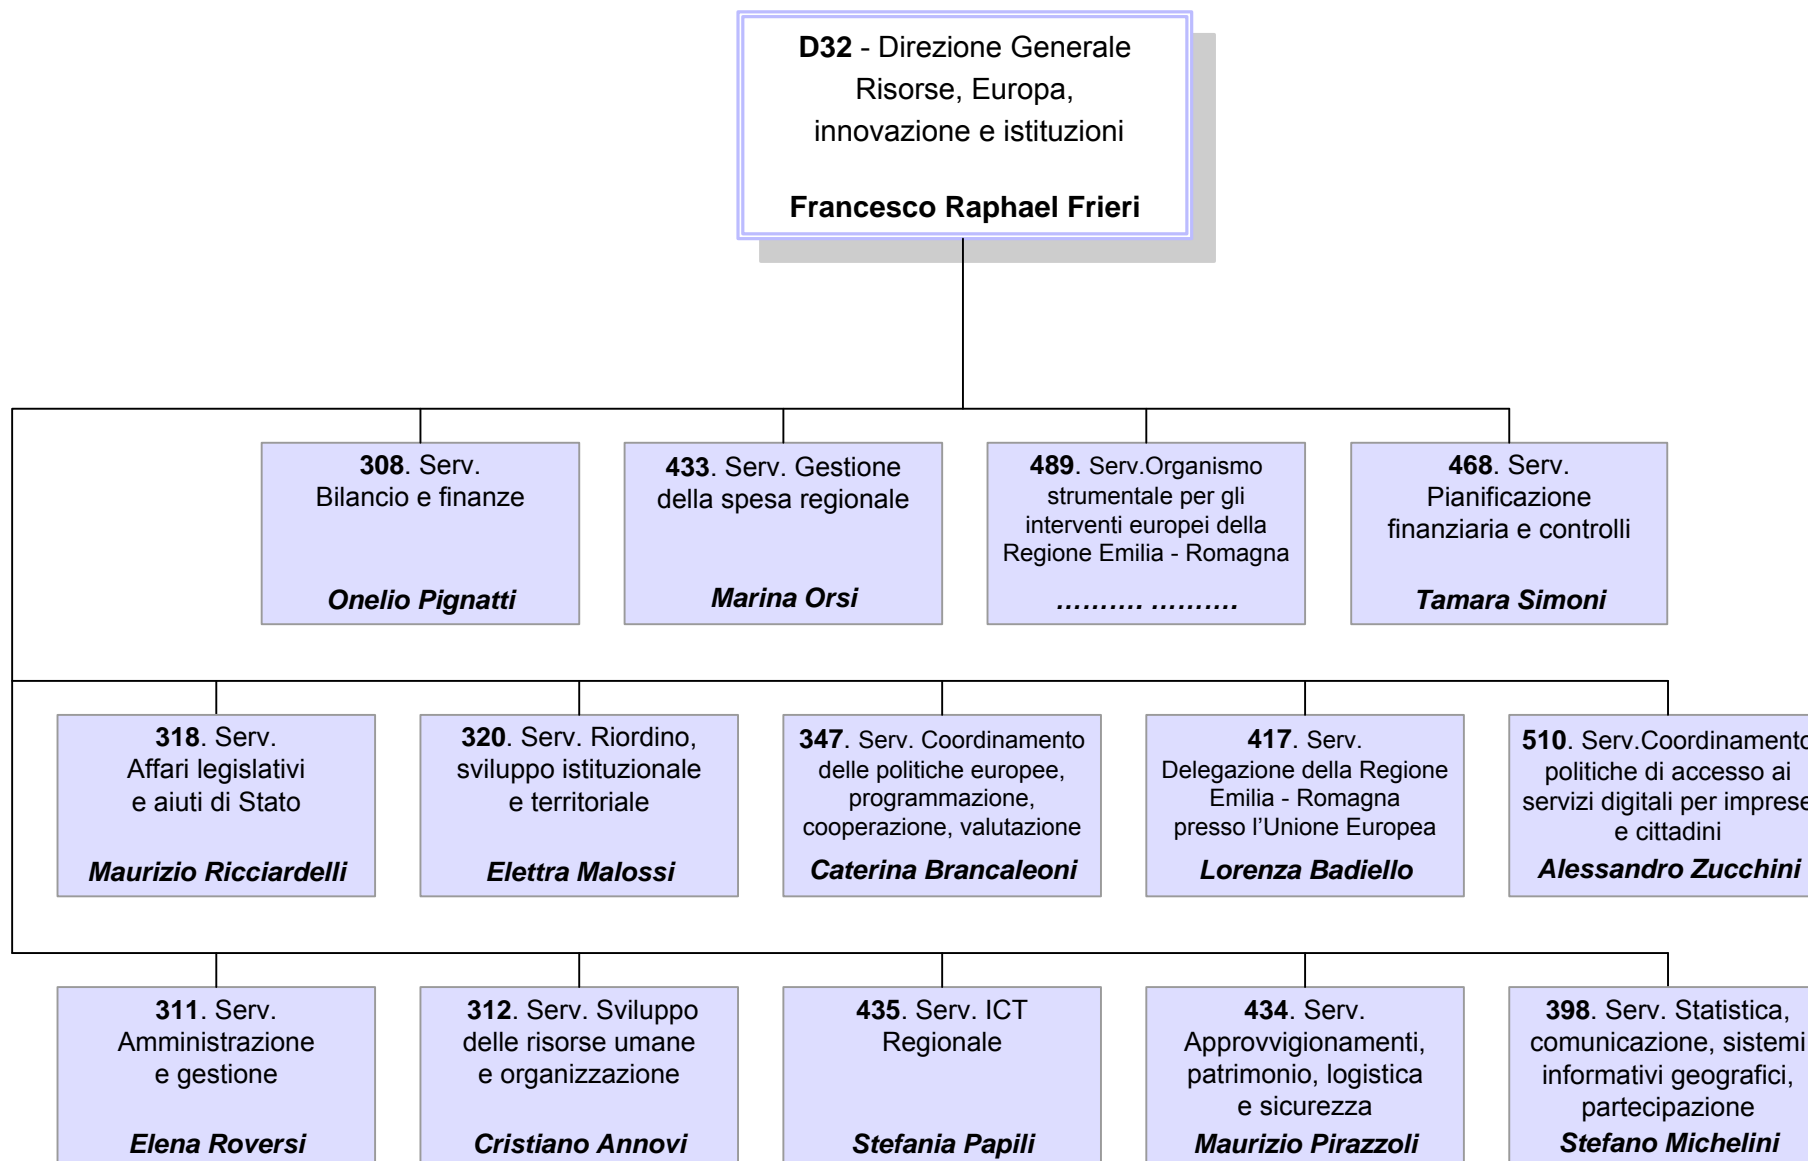 D32 - Direzione Generale
Risorse, Europa,
innovazione e istituzioni
Francesco Raphael Frieri
308. Serv.
Bilancio e finanze
Onelio Pignatti
433. Serv. Gestione
della spesa regionale
Marina Orsi
489. Serv.Organismo
strumentale per gli
interventi europei della
Regione Emilia - Romagna
………. ……….
468. Serv.
Pianificazione
finanziaria e controlli
Tamara Simoni
318. Serv.
Affari legislativi
e aiuti di Stato
Maurizio Ricciardelli
320. Serv. Riordino,
sviluppo istituzionale
e territoriale
Elettra Malossi
347. Serv. Coordinamento
delle politiche europee,
programmazione,
cooperazione, valutazione
Caterina Brancaleoni
417. Serv.
Delegazione della Regione
Emilia - Romagna
presso l’Unione Europea
Lorenza Badiello
510. Serv.Coordinamento
politiche di accesso ai
servizi digitali per imprese
e cittadini
Alessandro Zucchini
311. Serv.
Amministrazione
e gestione
Elena Roversi
312. Serv. Sviluppo
delle risorse umane
e organizzazione
Cristiano Annovi
435. Serv. ICT
Regionale
Stefania Papili
434. Serv.
Approvvigionamenti,
patrimonio, logistica
e sicurezza
Maurizio Pirazzoli
398. Serv. Statistica,
comunicazione, sistemi
informativi geografici,
partecipazione
Stefano Michelini